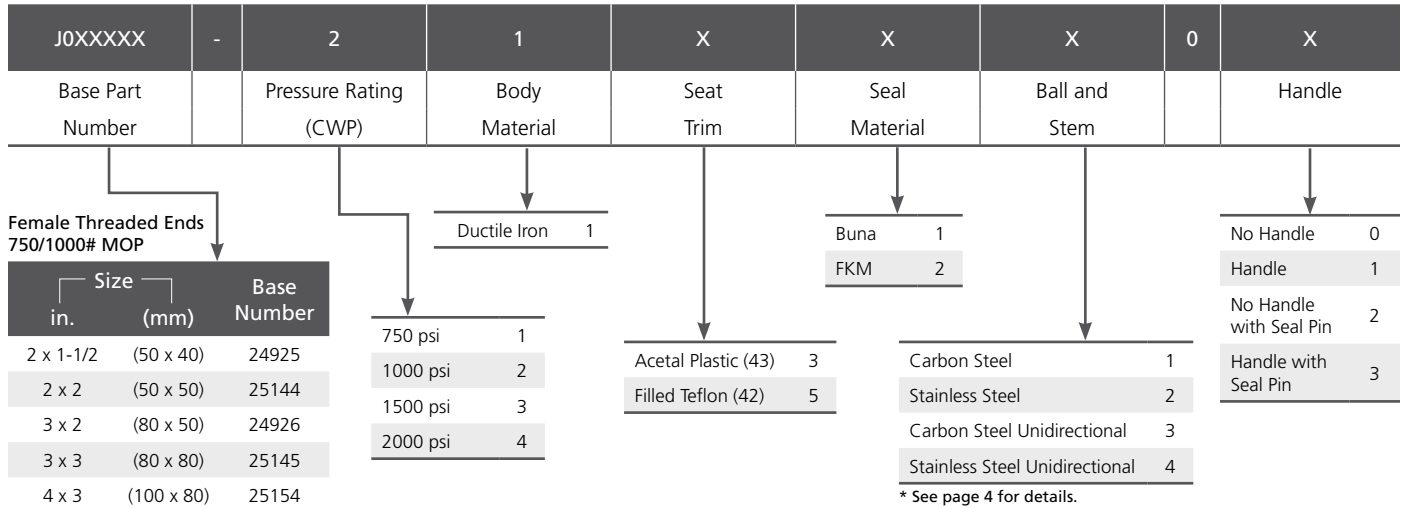 J0XXXXX - 2 1 X X X 0 X
Base Part Number
Pressure Rating (CWP)
Body Material
Seat Trim
Seal Material
Ball and Stem
Handle
Female Threaded Ends
750/1000# MOP
Size
in. (mm) Base Number
2 x 1-1/2 (50 x 40) 24925
2 x 2 (50 x 50) 25144
3 x 2 (80 x 50) 24926
3 x 3 (80 x 80) 25145
4 x 3 (100 x 80) 25154
750 psi 1
1000 psi 2
1500 psi 3
2000 psi 4
Ductile Iron 1
Acetal Plastic (43) 3
Filled Teflon (42) 5
Buna 1
FKM 2
Carbon Steel 1
Stainless Steel 2
Carbon Steel Unidirectional 3
Stainless Steel Unidirectional 4
* See page 4 for details.
No Handle 0
Handle 1
No Handle with Seal Pin 2
Handle with Seal Pin 3